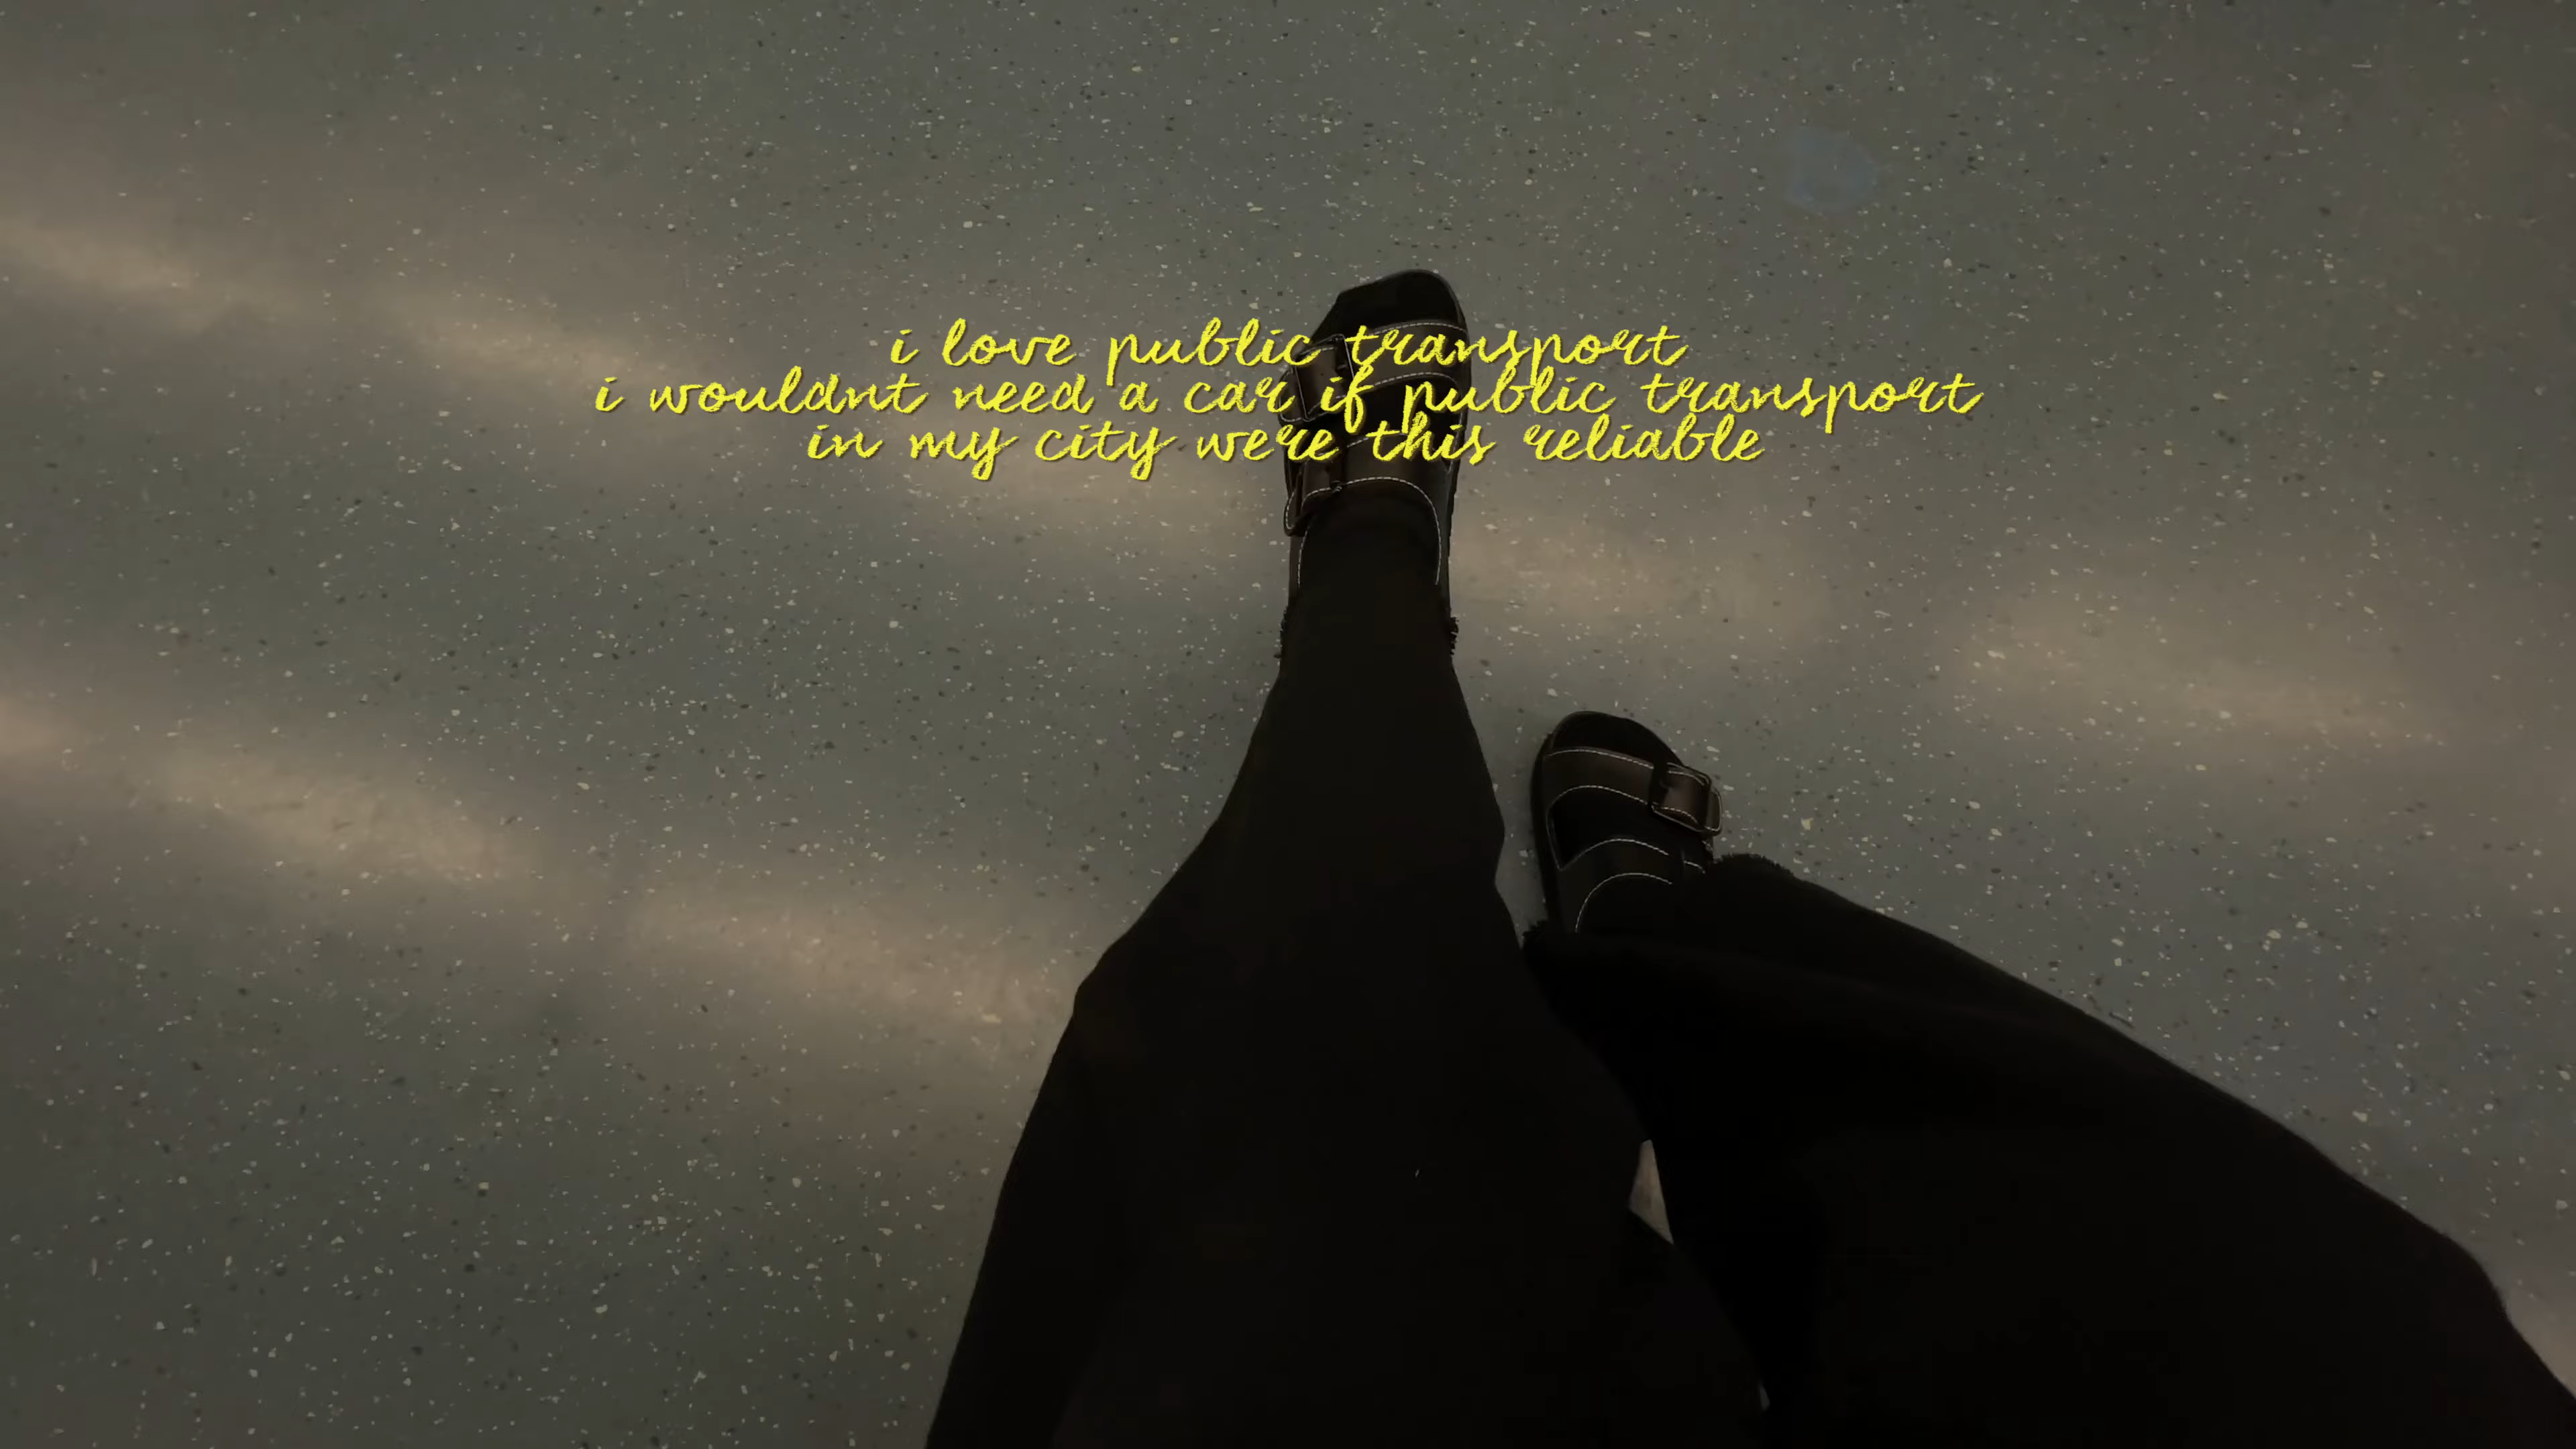 i love public transport
i wouldnt need a car if public transport
in my city were this reliable